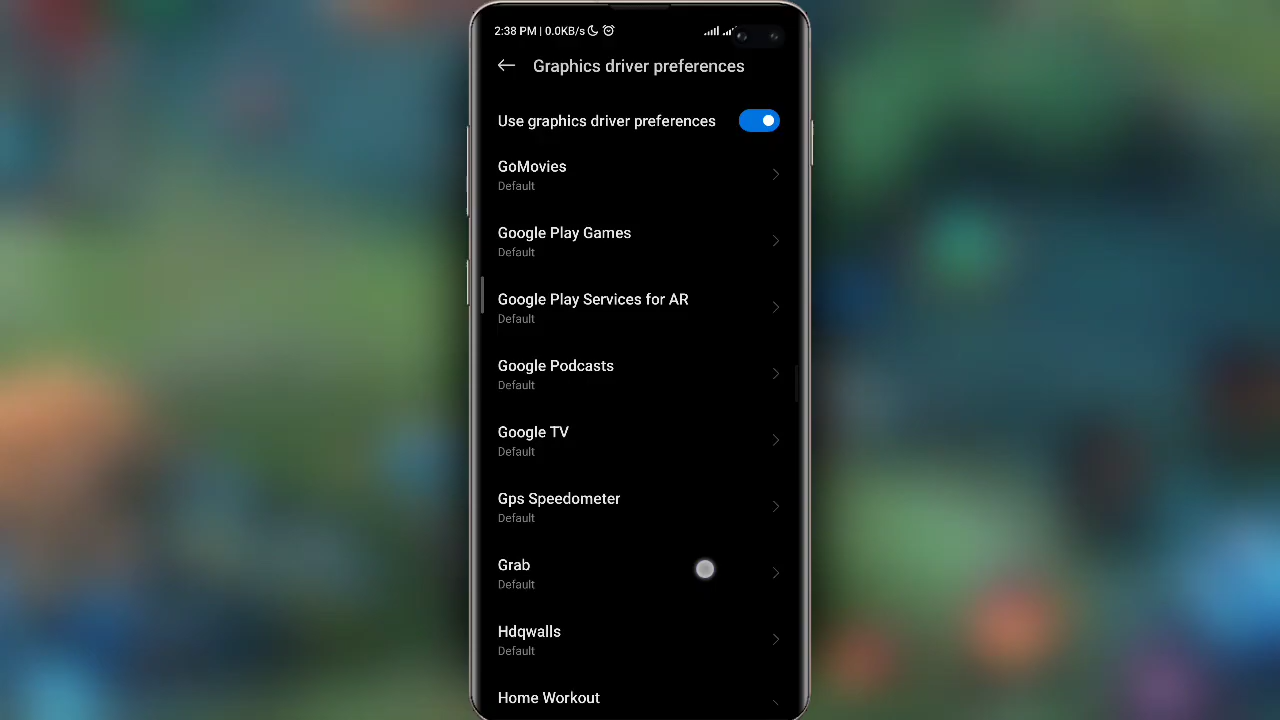 2:38 PM | 0.0KB/s
Graphics driver preferences
Use graphics driver preferences
GoMovies
Default
Google Play Games
Default
Google Play Services for AR
Default
Google Podcasts
Default
Google TV
Default
Gps Speedometer
Default
Grab
Default
Hdqwalls
Default
Home Workout